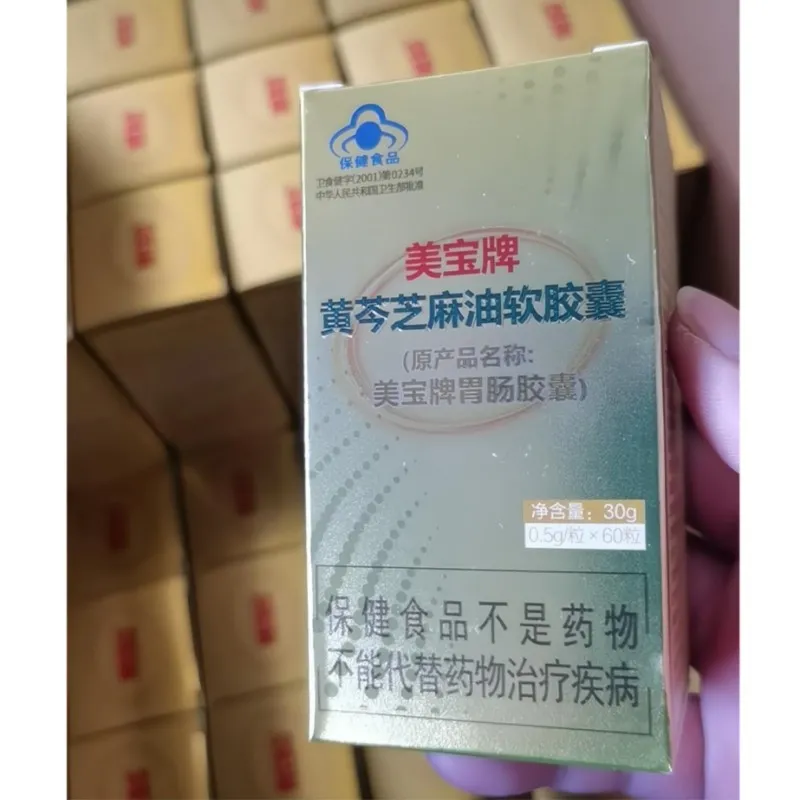 保健食品
卫食健字(2001)第0234号
中华人民共和国卫生部批准
美宝牌
黄芩芝麻油软胶囊
(原产品名称:
美宝牌胃肠胶囊)
净含量：30g
0.5g/粒×60粒
保健食品不是药物
不能代替药物治疗疾病